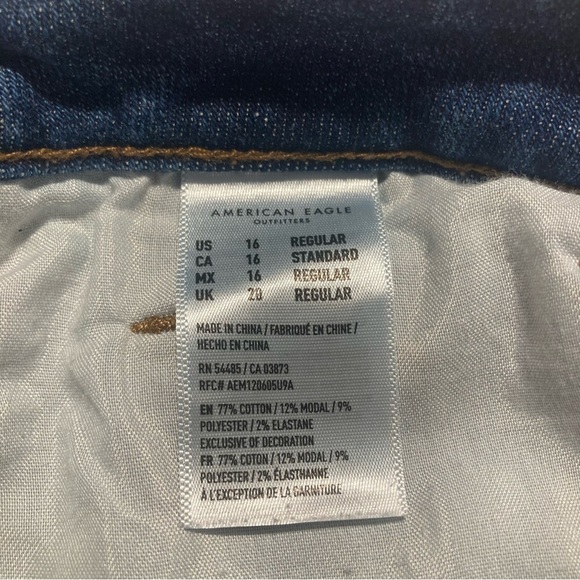 AMERICAN EAGLE
OUTFITTERS
US 16 REGULAR
CA 16 STANDARD
MX 16 REGULAR
UK 20 REGULAR
MADE IN CHINA / FABRIQUÉ EN CHINE /
HECHO EN CHINA
RN 54485 / CA 03873
RFC# AEM120605U9A
EN 77% COTTON / 12% MODAL / 9%
POLYESTER / 2% ELASTANE
EXCLUSIVE OF DECORATION
FR 77% COTON / 12% MODAL / 9%
POLYESTER / 2% ÉLASTHANNE
À L'EXCEPTION DE LA GARNITURE